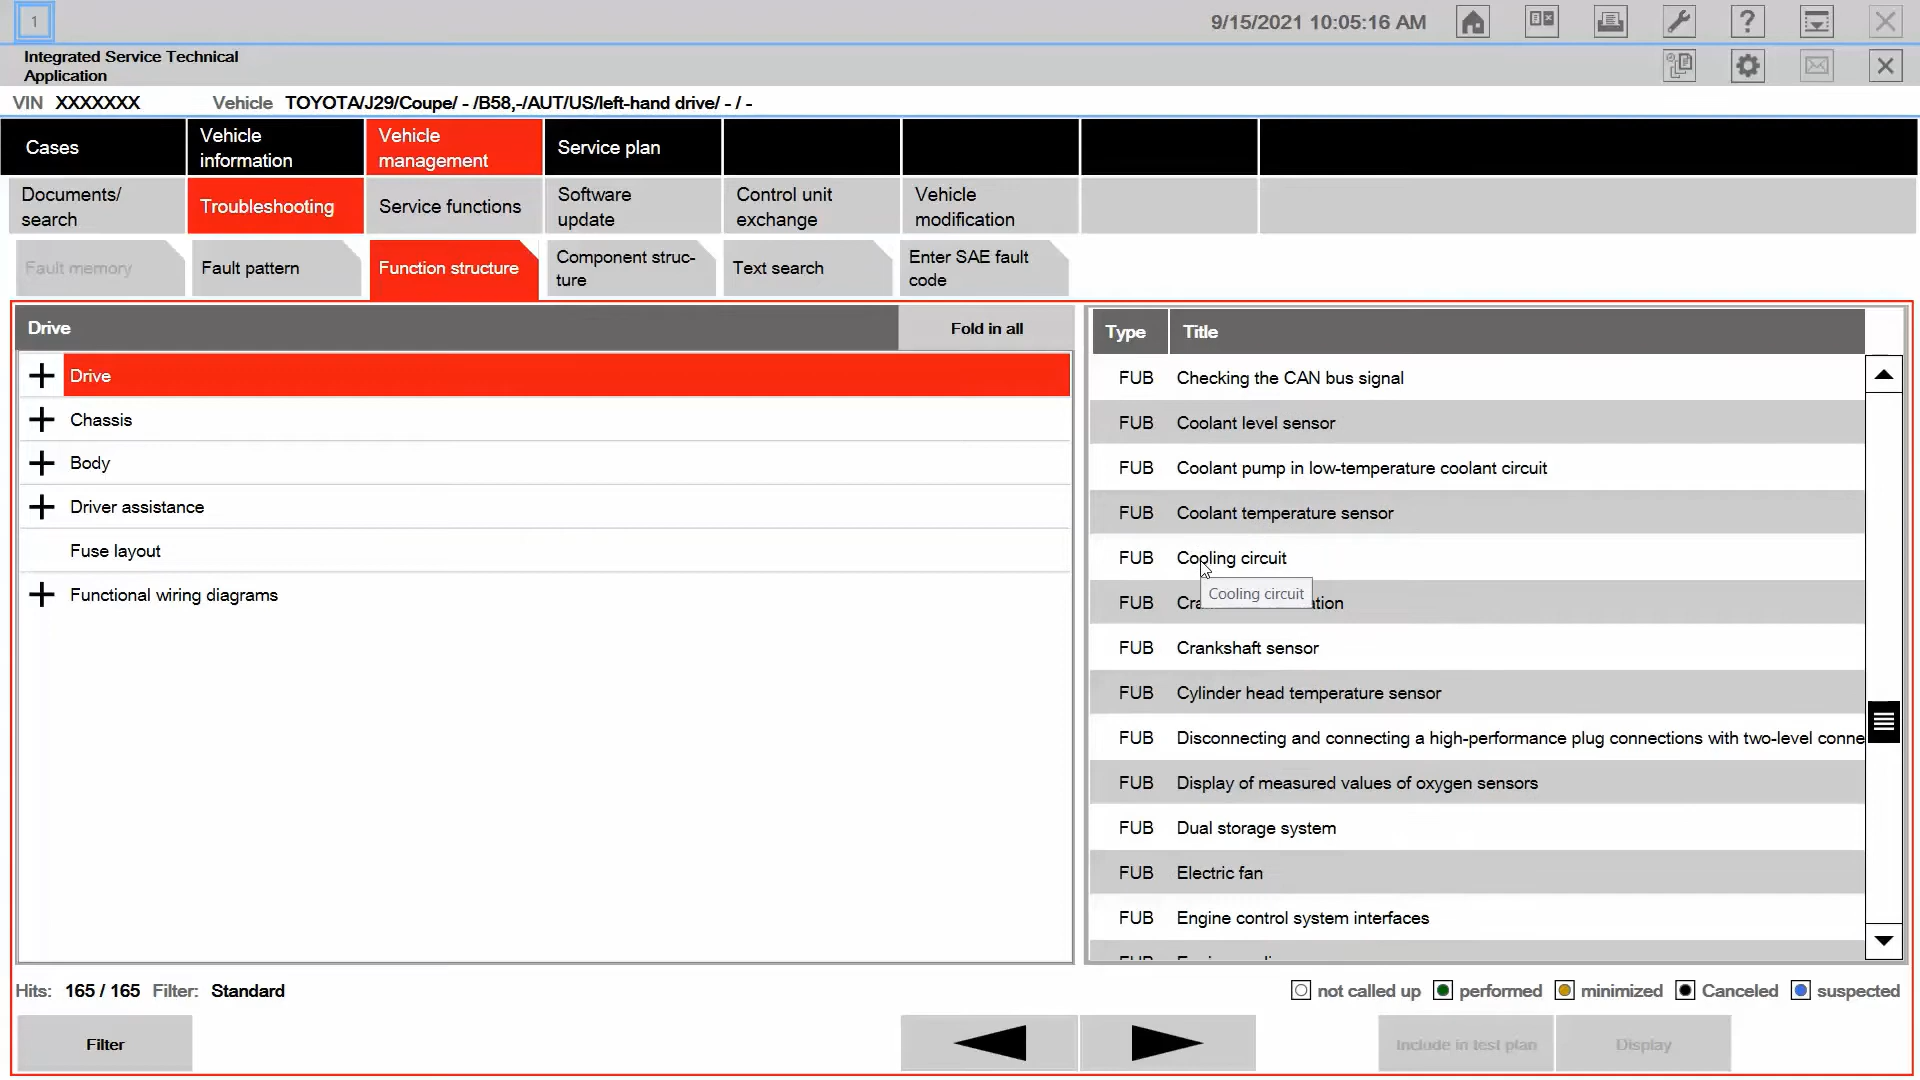 1
9/15/2021 10:05:16 AM
?
Integrated Service Technical
Application
VIN XXXXXXX Vehicle TOYOTA/J29/Coupe/ - /B58,-/AUT/US/left-hand drive/ - / -
Cases
Vehicle
information
Vehicle
management
Service plan
Documents/
search
Troubleshooting
Service functions
Software
update
Control unit
exchange
Vehicle
modification
Fault memory
Fault pattern
Function structure
Component struc-
ture
Text search
Enter SAE fault
code
Drive
Fold in all
Drive
Chassis
Body
Driver assistance
Fuse layout
Functional wiring diagrams
Type Title
FUB Checking the CAN bus signal
FUB Coolant level sensor
FUB Coolant pump in low-temperature coolant circuit
FUB Coolant temperature sensor
FUB Cooling circuit
Cooling circuit
FUB
FUB Crankshaft sensor
FUB Cylinder head temperature sensor
FUB Disconnecting and connecting a high-performance plug connections with two-level conne
FUB Display of measured values of oxygen sensors
FUB Dual storage system
FUB Electric fan
FUB Engine control system interfaces
Hits: 165 / 165 Filter: Standard
not called up performed minimized Canceled suspected
Filter
Include in test plan
Display